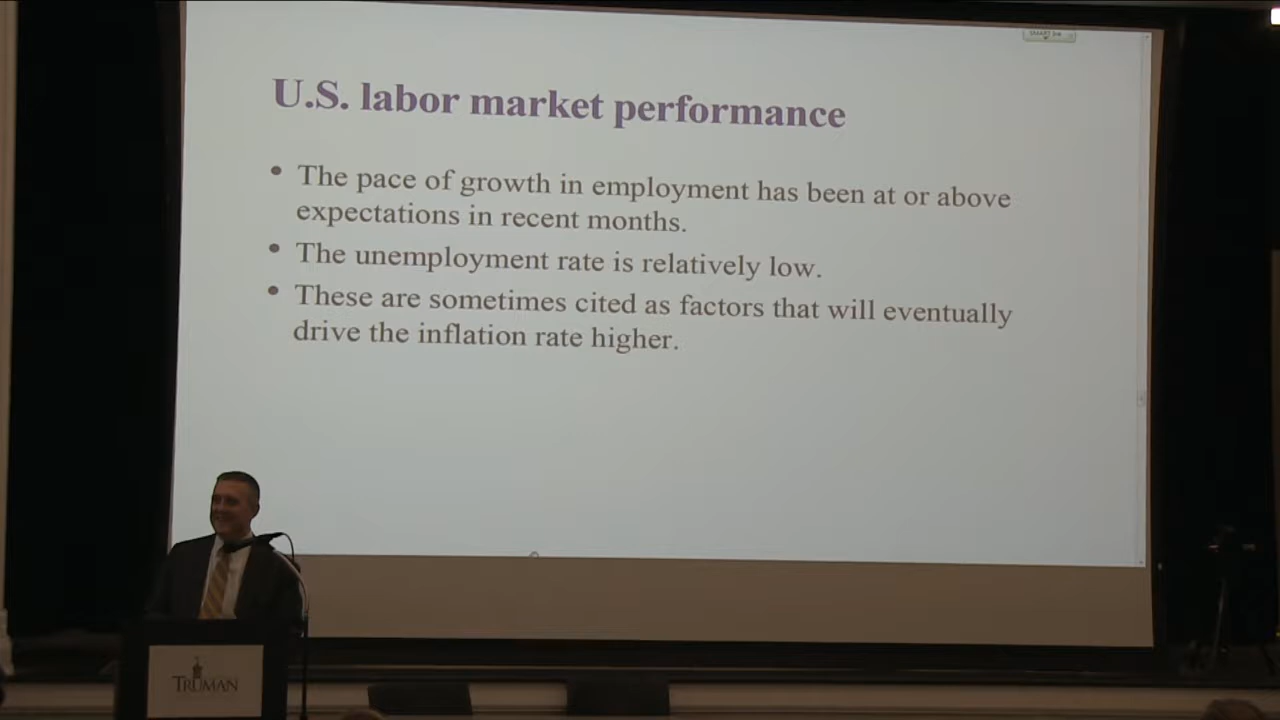 U.S. labor market performance
• The pace of growth in employment has been at or above
expectations in recent months.
• The unemployment rate is relatively low.
• These are sometimes cited as factors that will eventually
drive the inflation rate higher.
TRUMAN